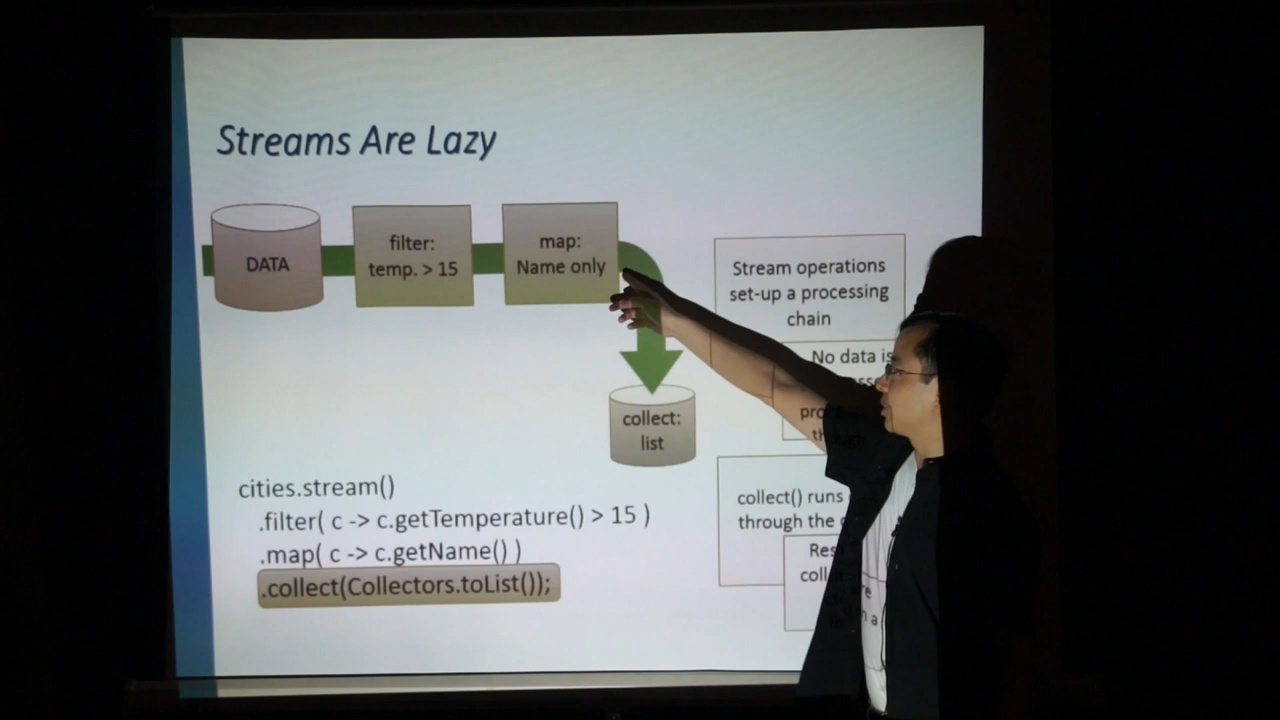 Streams Are Lazy
DATA
filter:
temp. > 15
map:
Name only
collect:
list
Stream operations
set-up a processing
chain
No data is
collect() runs
through the
cities.stream()
.filter( c -> c.getTemperature() > 15 )
.map( c -> c.getName() )
.collect(Collectors.toList());